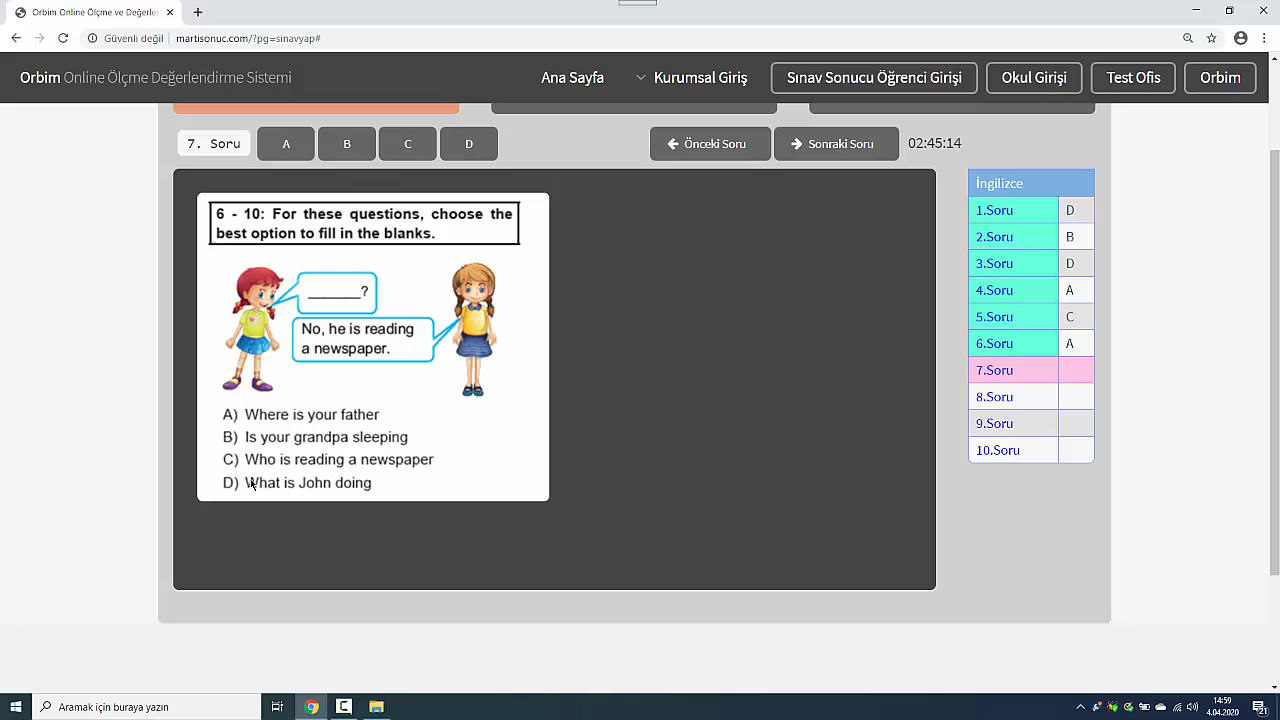 Orbim Online Ölçme ve Değerler
Güvenli değil
martisonuc.com/?pg=sinavyap#
Orbim Online Ölçme Değerlendirme Sistemi
Ana Sayfa
Kurumsal Giriş
Sınav Sonucu Öğrenci Girişi
Okul Girişi
Test Ofis
Orbim
7. Soru
A
B
C
D
Önceki Soru
Sonraki Soru
02:45:14
6 - 10: For these questions, choose the
best option to fill in the blanks.
______?
No, he is reading
a newspaper.
A) Where is your father
B) Is your grandpa sleeping
C) Who is reading a newspaper
D) What is John doing
İngilizce
1.Soru D
2.Soru B
3.Soru D
4.Soru A
5.Soru C
6.Soru A
7.Soru
8.Soru
9.Soru
10.Soru
Aramak için buraya yazın
14:59
4.04.2020